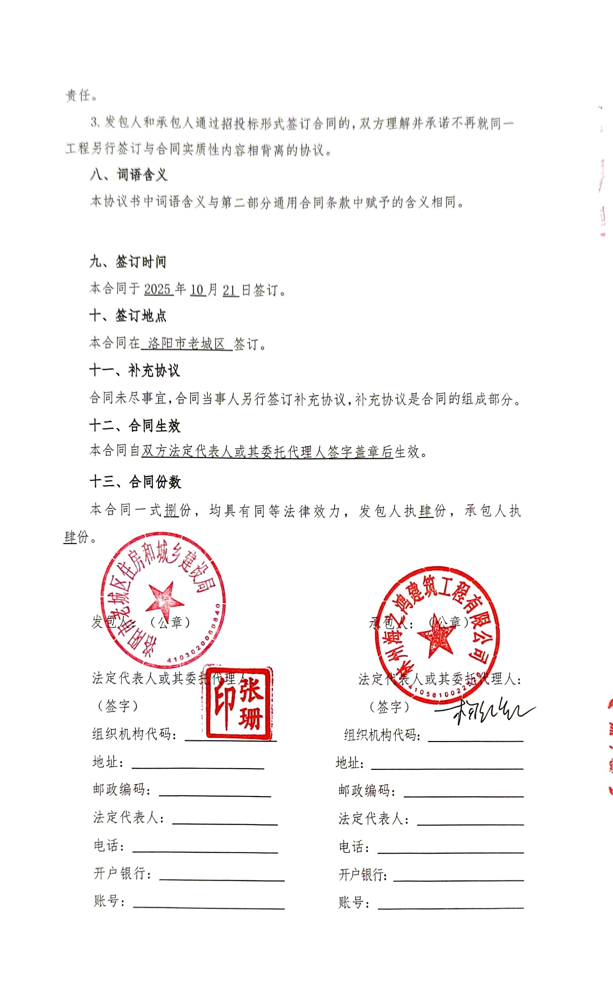 责任。
3、发包人和承包人通过招投标形式签订合同的，双方理解并承诺不再就同一
工程另行签订与合同实质性内容相背离的协议。
八、词语含义
本协议书中词语含义与第二部分通用合同条款中赋予的含义相同。
九、签订时间
本合同于 2025 年 10 月 21 日签订。
十、签订地点
本合同在 洛阳市老城区 签订。
十一、补充协议
合同未尽事宜，合同当事人另行签订补充协议，补充协议是合同的组成部分。
十二、合同生效
本合同自双方法定代表人或其委托代理人签字盖章后生效。
十三、合同份数
本合同一式捌份，均具有同等法律效力，发包人执肆份，承包人执
肆份。
洛阳市老城区住房和城乡建设局
4103020060840
州海之鸿建筑工程有限公司
发包人：（公章）
承包人：（公章）
法定代表人或其委托代理人：
法定代表人或其委托代理人：
（签字）
张珊印
（签字）
组织机构代码：
组织机构代码：
地址：
地址：
邮政编码：
邮政编码：
法定代表人：
法定代表人：
电话：
电话：
开户银行：
开户银行：
账号：
账号：